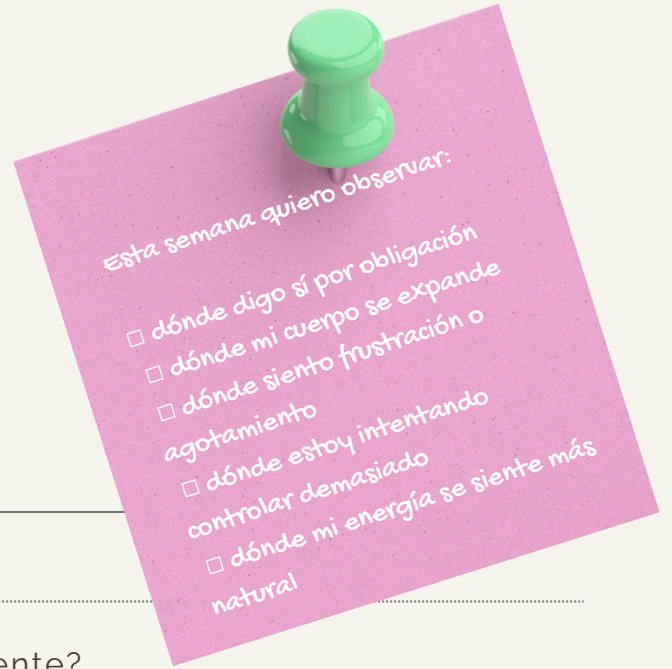 Esta semana quiero observar:
□ dónde digo sí por obligación
□ dónde mi cuerpo se expande
□ dónde siento frustración o
agotamiento
□ dónde estoy intentando
controlar demasiado
□ dónde mi energía se siente más
natural
ente?